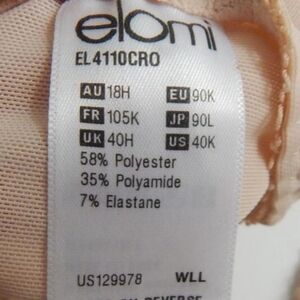 elomi
EL4110CRO
AU 18H EU 90K
FR 105K JP 90L
UK 40H US 40K
58% Polyester
35% Polyamide
7% Elastane
US129978 WLL
REVERSE